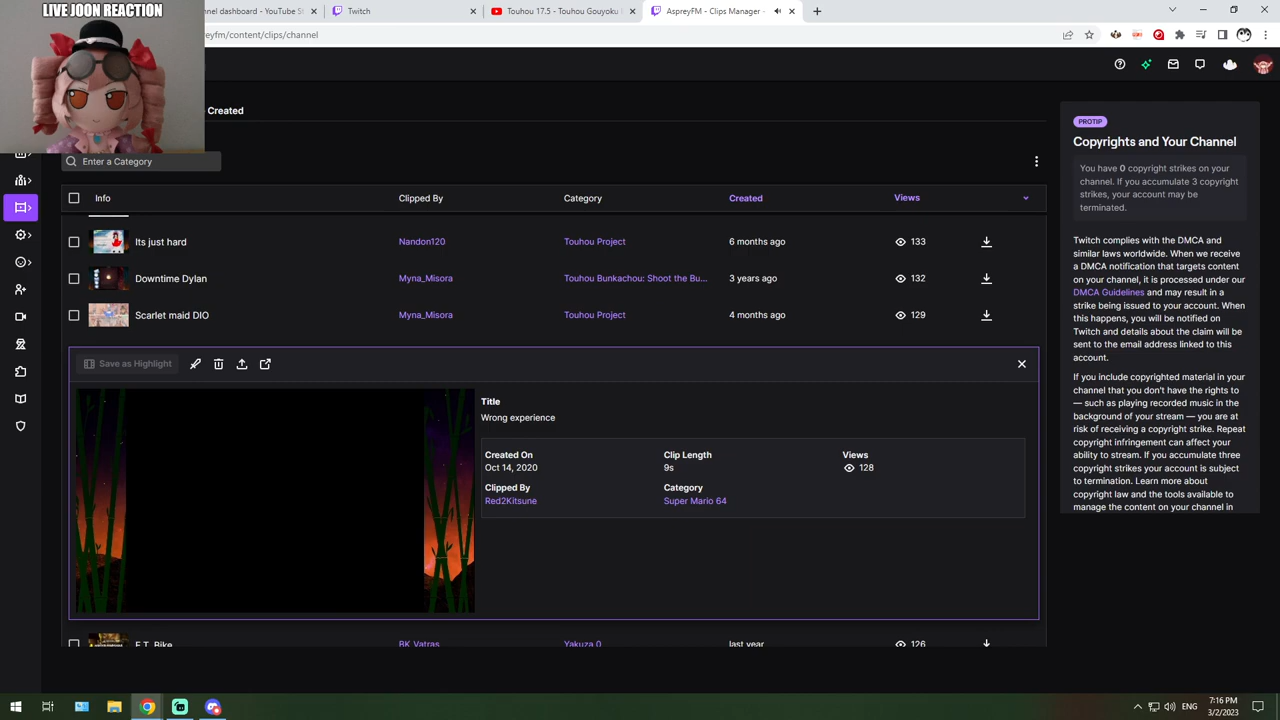 LIVE JOON REACTION
nnel dashboard - YouTube St
Twitch
Touhou 17.5 - Touhou Gouyoku
AspreyFM - Clips Manager -
preyfm/content/clips/channel
Created
Enter a Category
Info Clipped By Category Created Views
Its just hard Nandon120 Touhou Project 6 months ago 133
Downtime Dylan Myna_Misora Touhou Bunkachou: Shoot the Bu... 3 years ago 132
Scarlet maid DIO Myna_Misora Touhou Project 4 months ago 129
Save as Highlight
Title
Wrong experience
Created On Clip Length Views
Oct 14, 2020 9s 128
Clipped By Category
Red2Kitsune Super Mario 64
E.T. Bike BK_Vatras Yakuza 0 last year 126
PROTIP
Copyrights and Your Channel
You have 0 copyright strikes on
your channel. If you accumulate 3 copyright
strikes, your account may be
terminated.
Twitch complies with the DMCA and
similar laws worldwide. When we receive
a DMCA notification that targets content
on your channel, it is processed under our
DMCA Guidelines and may result in a
strike being issued to your account. When
this happens, you will be notified on
Twitch and details about the claim will be
sent to the email address linked to this
account.
If you include copyrighted material in your
channel that you don't have the rights to
— such as playing recorded music in the
background of your stream — you are at
risk of receiving a copyright strike. Repeat
copyright infringement can affect your
ability to stream. If you accumulate three
copyright strikes your account is subject
to termination. Learn more about
copyright law and the tools available to
manage the content on your channel in
ENG
7:16 PM
3/2/2023